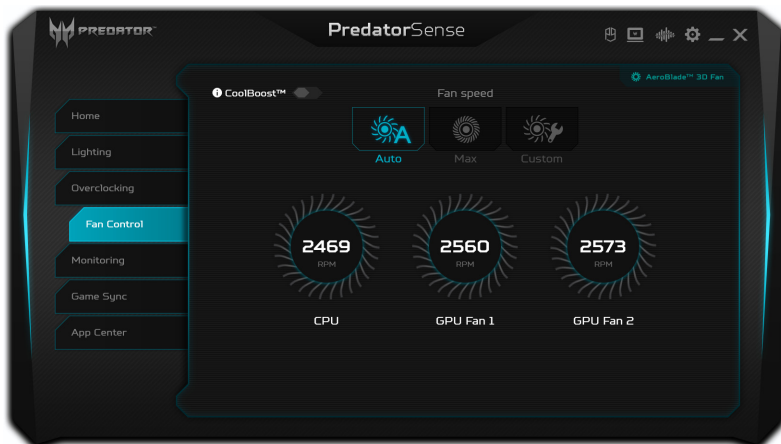 PREDATOR
PredatorSense
AeroBlade™ 3D Fan
CoolBoost™
Fan speed
Home
Lighting
Overclocking
Fan Control
Monitoring
Game Sync
App Center
Auto
Max
Custom
2469
RPM
CPU
2560
RPM
GPU Fan 1
2573
RPM
GPU Fan 2